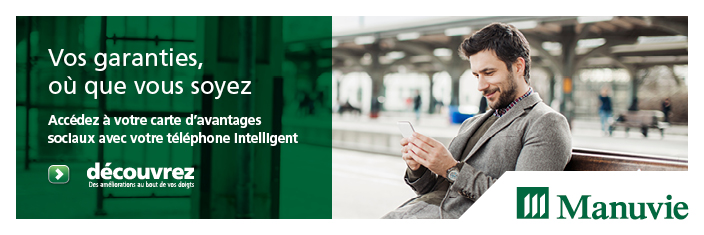 Vos garanties,
où que vous soyez
Accédez à votre carte d'avantages
sociaux avec votre téléphone intelligent
découvrez
Des améliorations au bout de vos doigts
Manuvie